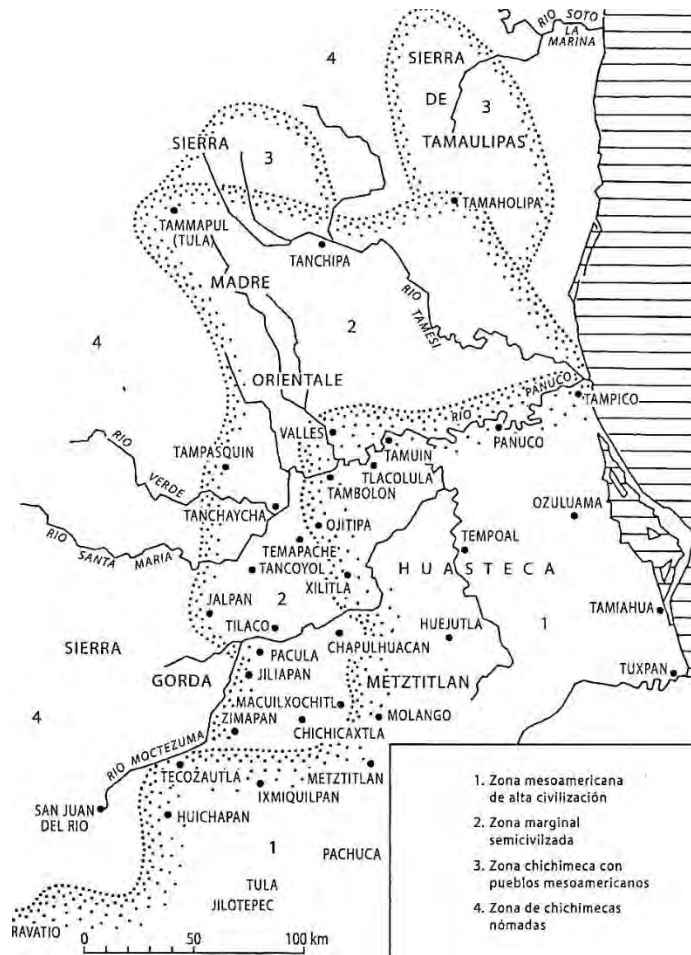 RIO SOTO
LA MARINA
4
SIERRA
DE
TAMAULIPAS
3
SIERRA
3
TAMAHOLIPA
TAMMAPUL
(TULA)
TANCHIPA
MADRE
RIO
TAMESI
2
4
ORIENTALE
RIO PANUCO
TAMPICO
VALLES
PANUCO
TAMUIN
TAMPASQUIN
TLACOLULA
RIO
VERDE
TAMBOLON
TANCHAYCHA
OZULUAMA
OJITIPA
RIO
SANTA MARIA
TEMAPACHE
TEMPOAL
TANCOYOL
HUASTECA
XILITLA
2
JALPAN
TAMIAHUA
TILACO
1
HUEJUTLA
CHAPULHUACAN
SIERRA
PACULA
TUXPAN
GORDA
JILIAPAN
METZTITLAN
MACUILXOCHITL
MOLANGO
4
ZIMAPAN
CHICHICAXTLA
RIO MOCTEZUMA
TECOZAUTLA
METZTITLAN
IXMIQUILPAN
SAN JUAN
DEL RIO
HUICHAPAN
1
PACHUCA
TULA
JILOTEPEC
RAVATIO
0 50 100 km
1. Zona mesoamericana
de alta civilización
2. Zona marginal
semiciviilzada
3. Zona chichimeca con
pueblos mesoamericanos
4. Zona de chichimecas
nómadas